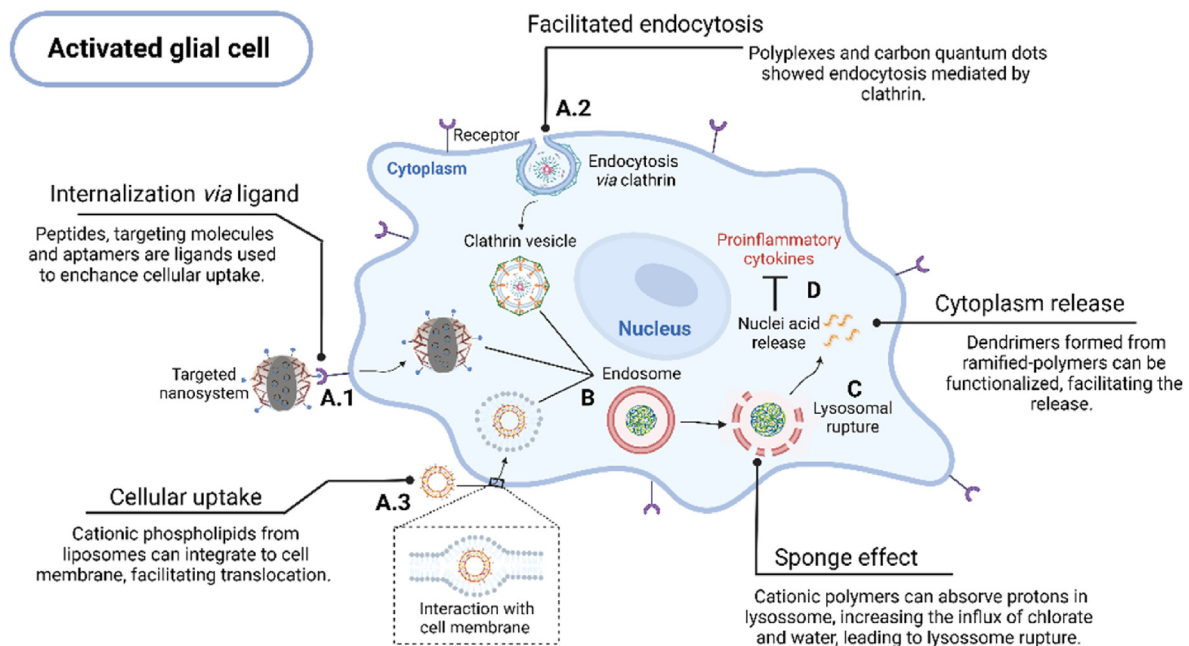 Activated glial cell
Facilitated endocytosis
Polyplexes and carbon quantum dots
showed endocytosis mediated by
clathrin.
A.2
Receptor
Cytoplasm
Endocytosis
via clathrin
Internalization via ligand
Peptides, targeting molecules
and aptamers are ligands used
to enchance cellular uptake.
Clathrin vesicle
Proinflammatory
cytokines
D
Nucleus
Nuclei acid
release
Cytoplasm release
Dendrimers formed from
ramified-polymers can be
functionalized, facilitating the
release.
Targeted
nanosystem
A.1
B
Endosome
C
Lysosomal
rupture
Cellular uptake
A.3
Cationic phospholipids from
liposomes can integrate to cell
membrane, facilitating translocation.
Interaction with
cell membrane
Sponge effect
Cationic polymers can absorve protons in
lysossome, increasing the influx of chlorate
and water, leading to lysossome rupture.